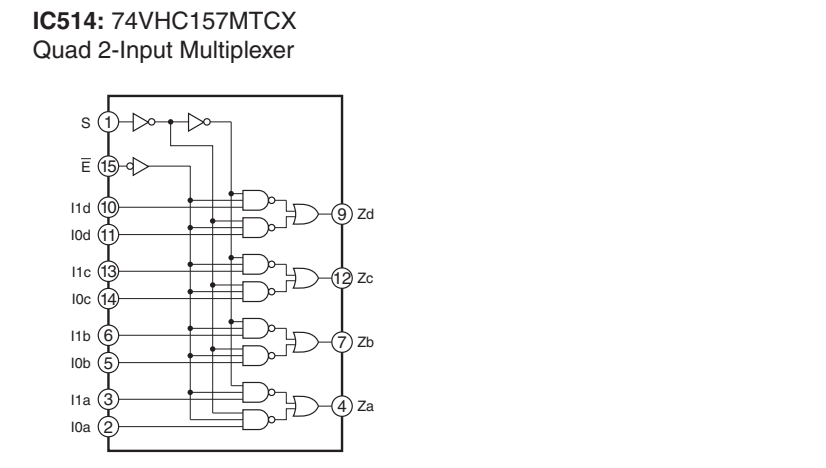 IC514: 74VHC157MTCX
Quad 2-Input Multiplexer
S 1
E 15
I1d 10
9 Zd
I0d 11
I1c 13
12 Zc
I0c 14
I1b 6
7 Zb
I0b 5
I1a 3
4 Za
I0a 2